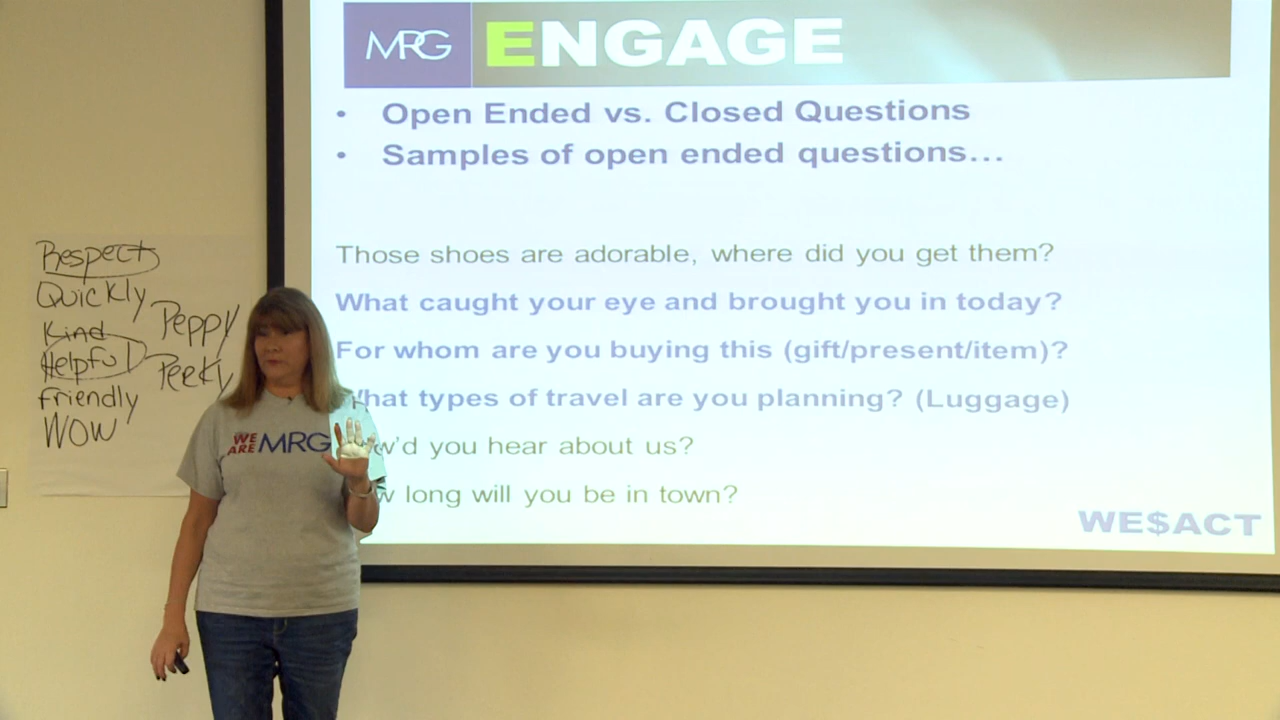 MRG ENGAGE
• Open Ended vs. Closed Questions
• Samples of open ended questions...
Those shoes are adorable, where did you get them?
What caught your eye and brought you in today?
For whom are you buying this (gift/present/item)?
What types of travel are you planning? (Luggage)
w'd you hear about us?
w long will you be in town?
WE$ACT
Respect
Quickly
Kind
Helpful
Friendly
WOW
Peppy
Perky
WE ARE MRG